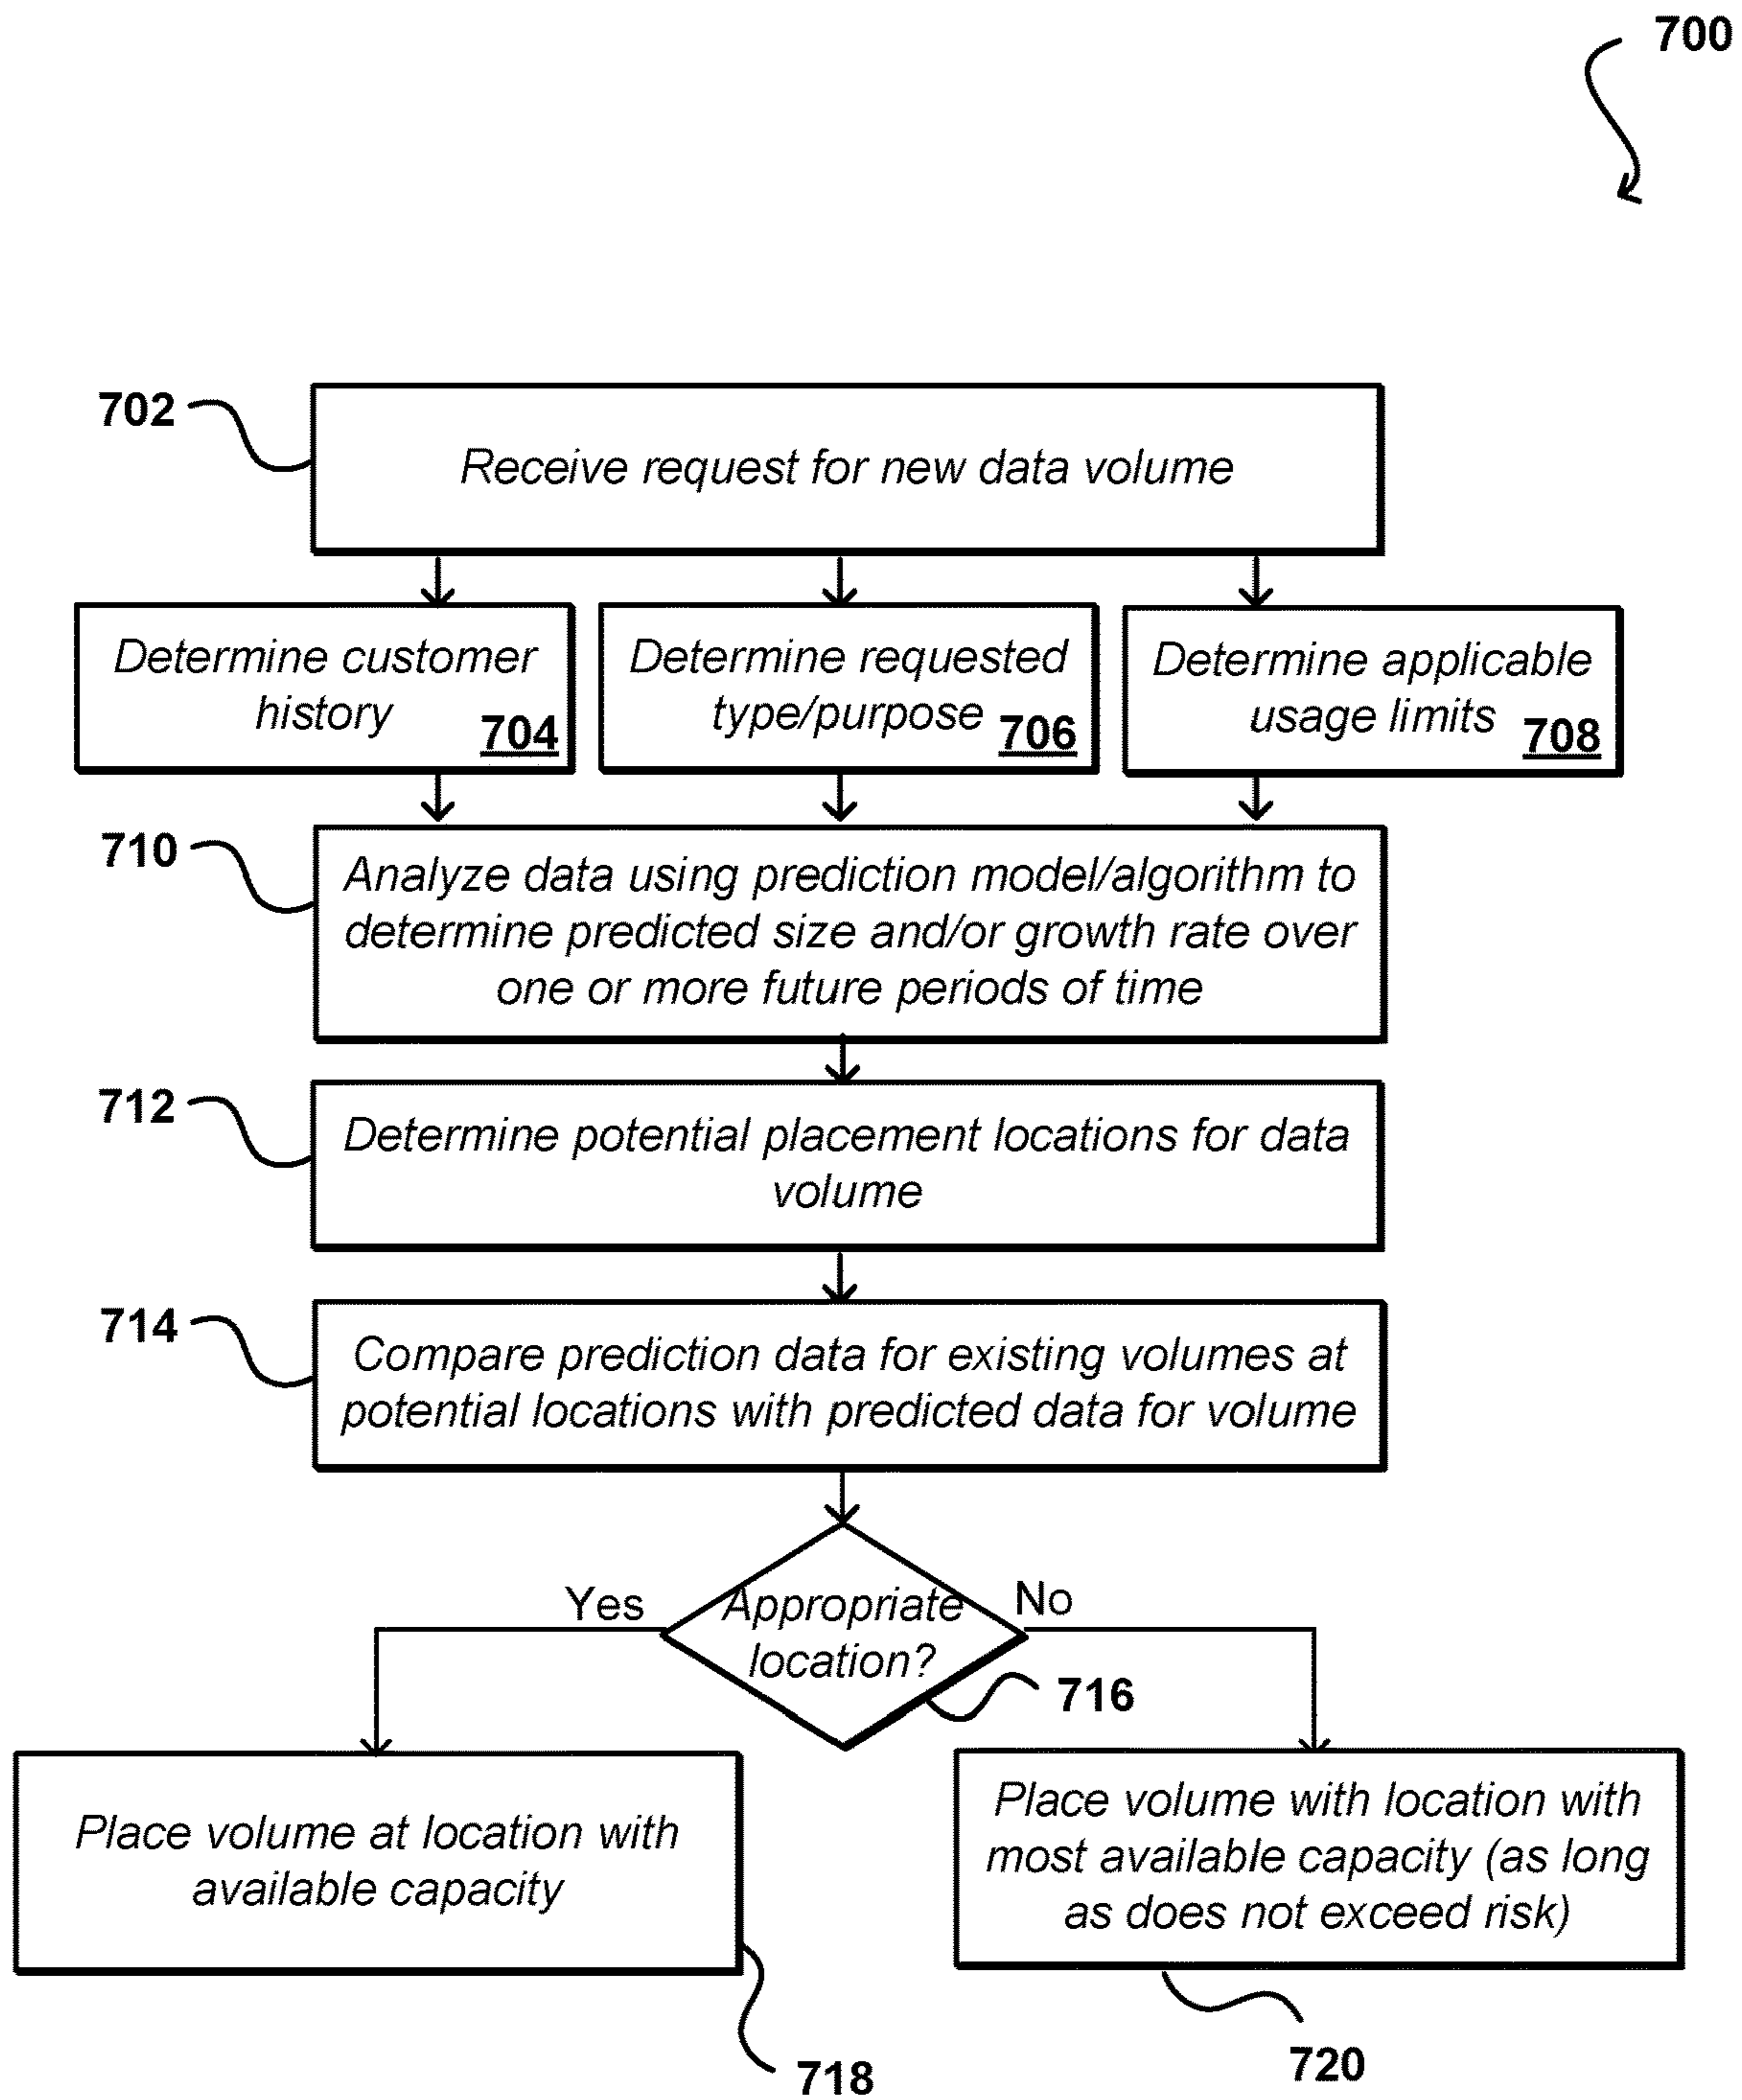 700
702
Receive request for new data volume
Determine customer
history
704
Determine requested
type/purpose
706
Determine applicable
usage limits
708
710
Analyze data using prediction model/algorithm to
determine predicted size and/or growth rate over
one or more future periods of time
712
Determine potential placement locations for data
volume
714
Compare prediction data for existing volumes at
potential locations with predicted data for volume
Yes
Appropriate
location?
No
716
Place volume at location with
available capacity
718
Place volume with location with
most available capacity (as long
as does not exceed risk)
720